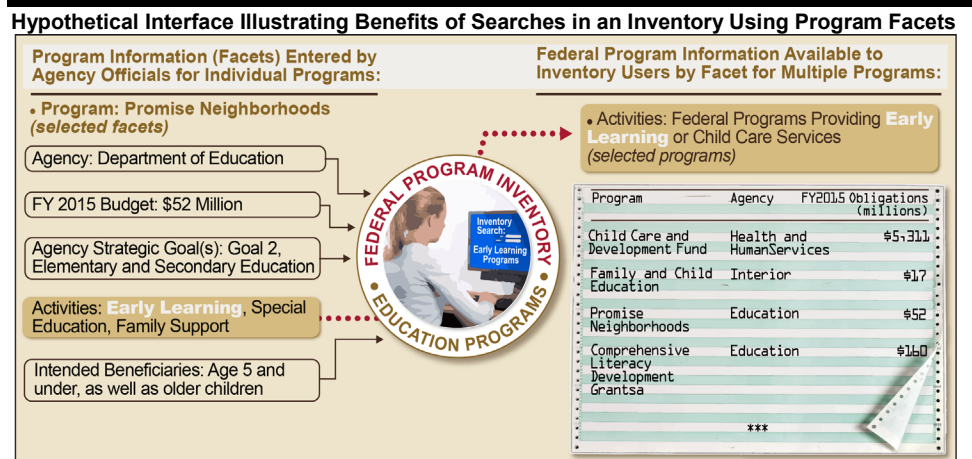 Hypothetical Interface Illustrating Benefits of Searches in an Inventory Using Program Facets
Program Information (Facets) Entered by
Agency Officials for Individual Programs:
• Program: Promise Neighborhoods
(selected facets)
Agency: Department of Education
FY 2015 Budget: $52 Million
Agency Strategic Goal(s): Goal 2,
Elementary and Secondary Education
Activities: Early Learning, Special
Education, Family Support
Intended Beneficiaries: Age 5 and
under, as well as older children
FEDERAL PROGRAM INVENTORY
• EDUCATION PROGRAMS •
Inventory
Search:
Early Learning
Programs
Federal Program Information Available to
Inventory Users by Facet for Multiple Programs:
• Activities: Federal Programs Providing Early
Learning or Child Care Services
(selected programs)
Program Agency FY2015 Obligations
(millions)
Child Care and Health and $5,311
Development Fund HumanServices
Family and Child Interior $17
Education
Promise Education $52
Neighborhoods
Comprehensive Education $160
Literacy
Development
Grantsa
***